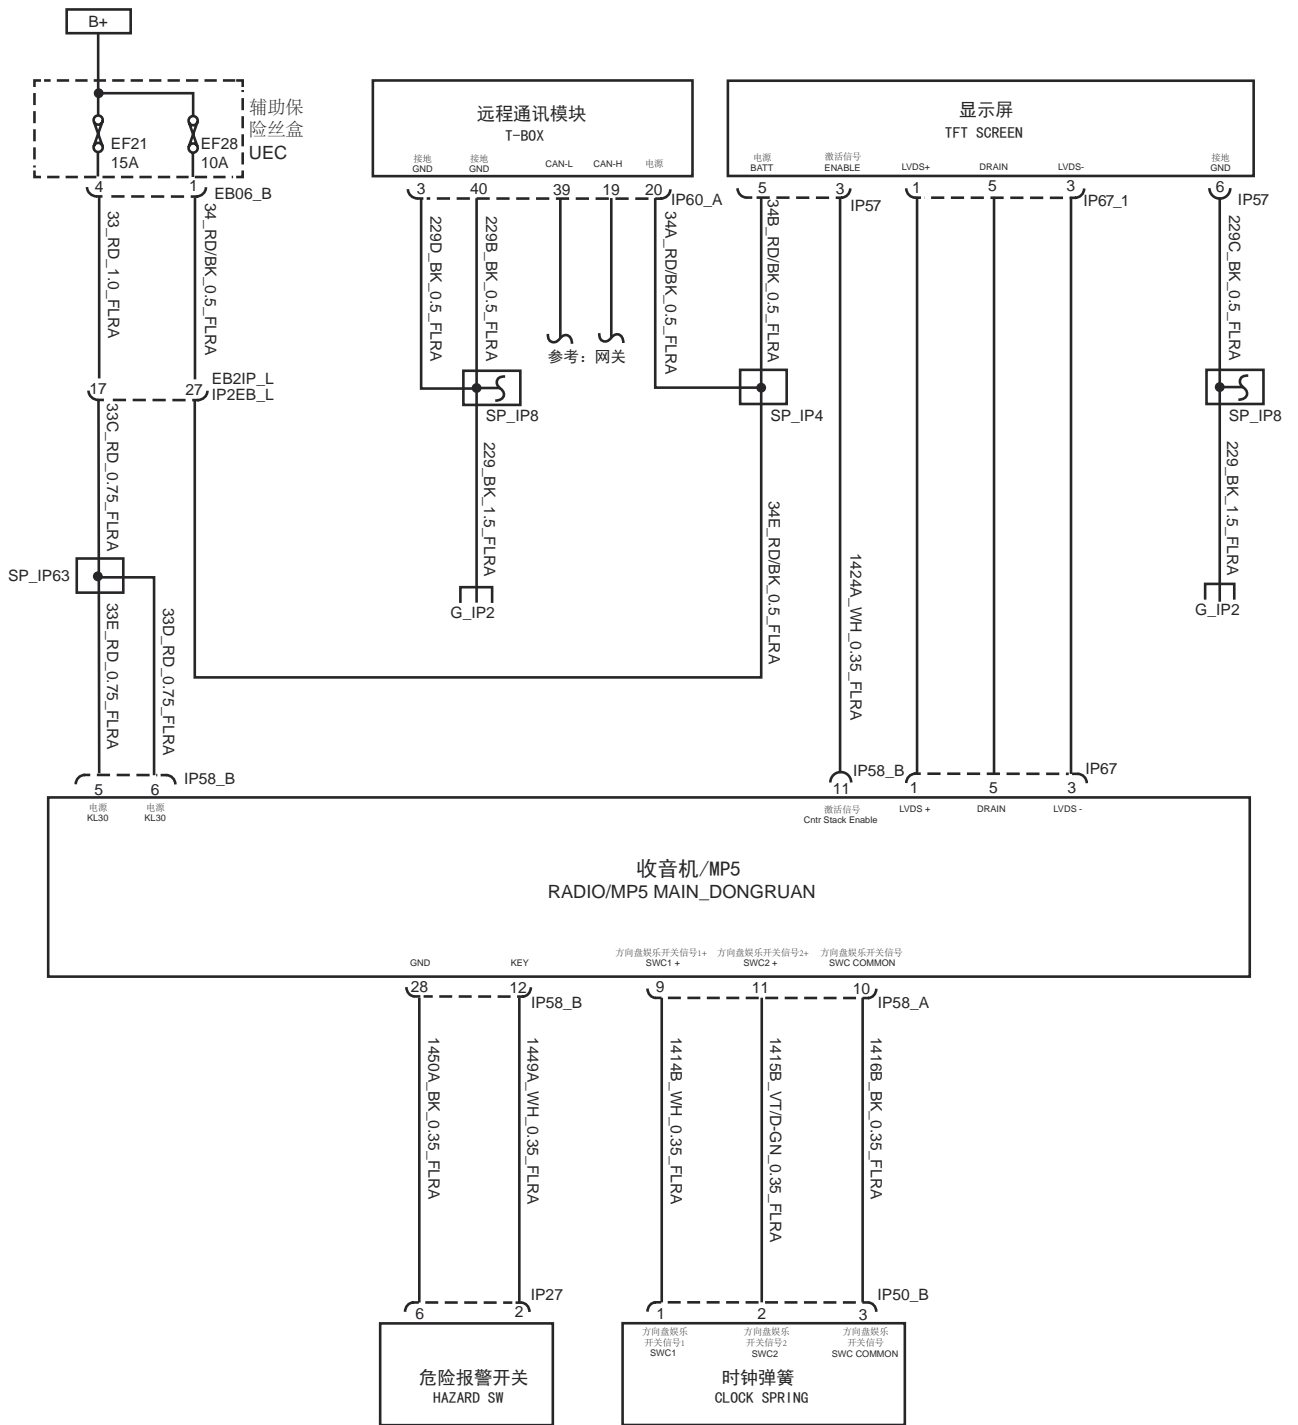 B+
辅助保
险丝盒
UEC
EF21
15A
EF28
10A
4
1
EB06_B
远程通讯模块
T-BOX
接地
GND
接地
GND
CAN-L
CAN-H
电源
3
40
39
19
20
IP60_A
显示屏
TFT SCREEN
电源
BATT
激活信号
ENABLE
LVDS+
DRAIN
LVDS-
接地
GND
5
3
IP57
1
5
3
IP67_1
6
IP57
33_RD_1.0_FLRA
34_RD/BK_0.5_FLRA
229D_BK_0.5_FLRA
229B_BK_0.5_FLRA
34A_RD/BK_0.5_FLRA
34B_RD/BK_0.5_FLRA
229C_BK_0.5_FLRA
参考：网关
17
27
EB2IP_L
IP2EB_L
SP_IP8
SP_IP4
SP_IP8
33C_RD_0.75_FLRA
229_BK_1.5_FLRA
34E_RD/BK_0.5_FLRA
1424A_WH_0.35_FLRA
229_BK_1.5_FLRA
SP_IP63
G_IP2
G_IP2
33E_RD_0.75_FLRA
33D_RD_0.75_FLRA
5
6
IP58_B
11
IP58_B
1
5
3
IP67
电源
KL30
电源
KL30
激活信号
Cntr Stack Enable
LVDS +
DRAIN
LVDS -
收音机/MP5
RADIO/MP5 MAIN_DONGRUAN
GND
KEY
方向盘娱乐开关信号1+
SWC1 +
方向盘娱乐开关信号2+
SWC2 +
方向盘娱乐开关信号
SWC COMMON
28
12
IP58_B
9
11
10
IP58_A
1450A_BK_0.35_FLRA
1449A_WH_0.35_FLRA
1414B_WH_0.35_FLRA
1415B_VT/D-GN_0.35_FLRA
1416B_BK_0.35_FLRA
6
2
IP27
1
2
3
IP50_B
危险报警开关
HAZARD SW
方向盘娱乐
开关信号1
SWC1
方向盘娱乐
开关信号2
SWC2
方向盘娱乐
开关信号
SWC COMMON
时钟弹簧
CLOCK SPRING